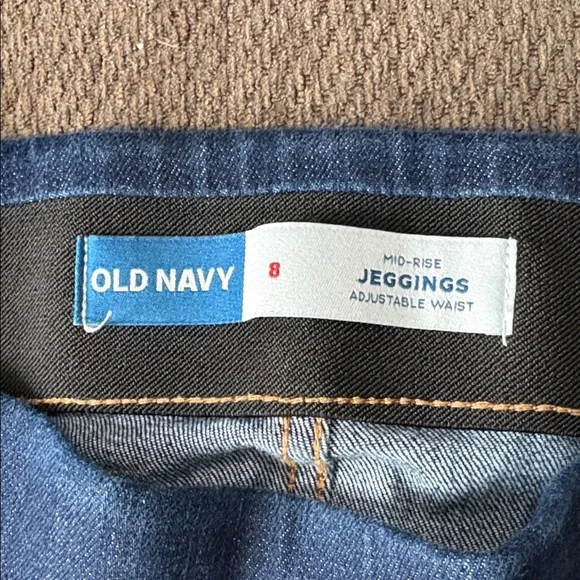 OLD NAVY
8
MID-RISE
JEGGINGS
ADJUSTABLE WAIST